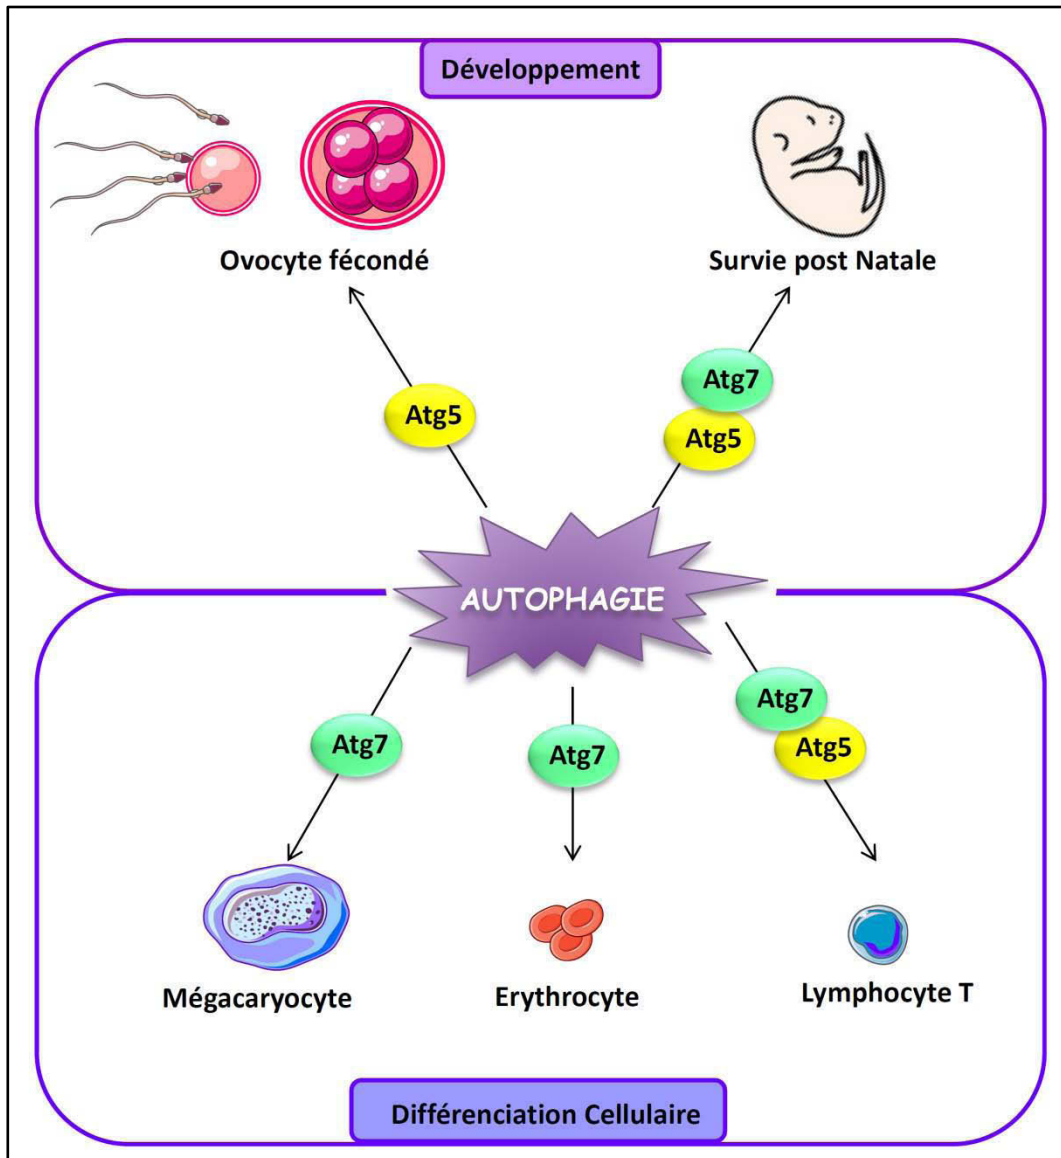 Développement
Ovocyte fécondé
Survie post Natale
Atg7
Atg5
Atg5
AUTOPHAGIE
Atg7
Atg7
Atg7
Atg5
Mégacaryocyte
Erythrocyte
Lymphocyte T
Différenciation Cellulaire